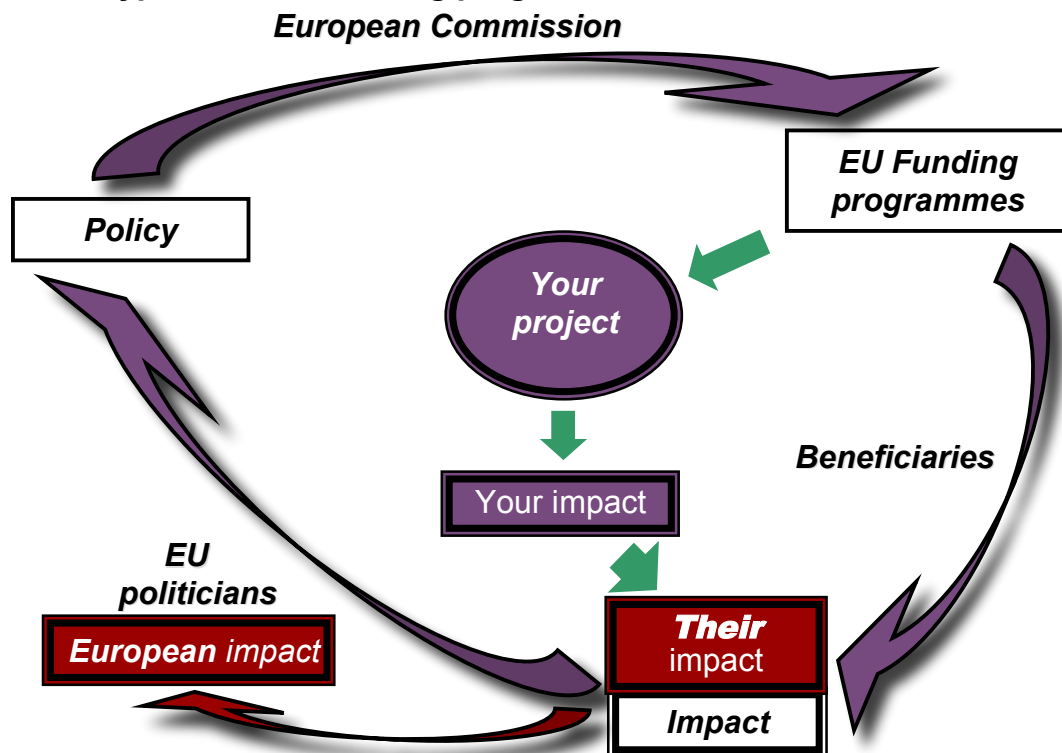 European Commission
EU Funding
programmes
Policy
Your
project
Beneficiaries
Your impact
EU
politicians
European impact
Their
impact
Impact